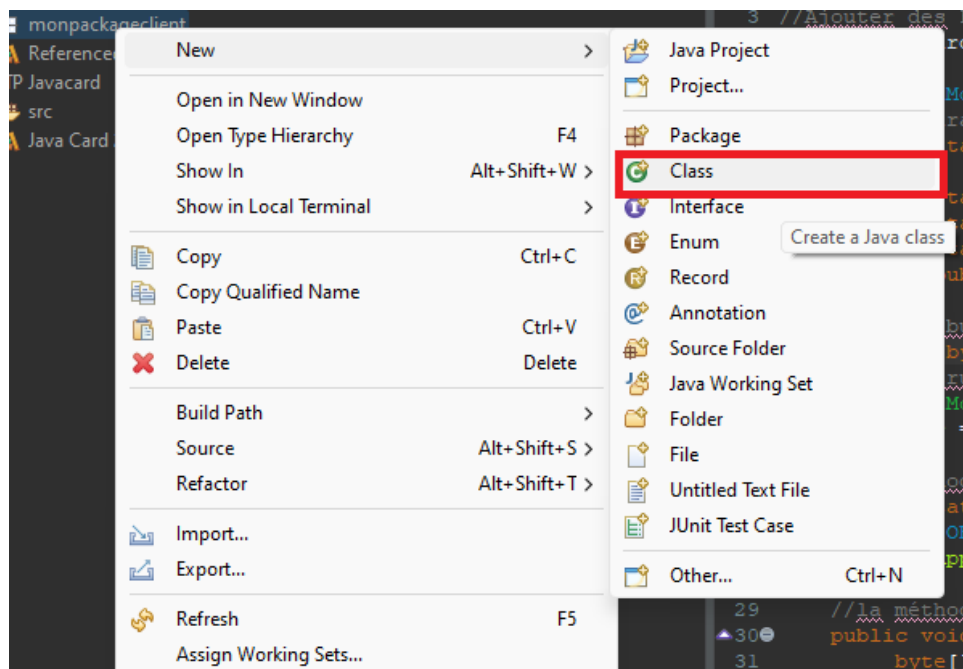 monpackageclient
Referenced
TP Javacard
src
Java Card
New
Open in New Window
Open Type Hierarchy F4
Show In Alt+Shift+W >
Show in Local Terminal >
Copy Ctrl+C
Copy Qualified Name
Paste Ctrl+V
Delete Delete
Build Path >
Source Alt+Shift+S >
Refactor Alt+Shift+T >
Import...
Export...
Refresh F5
Assign Working Sets...
Java Project
Project...
Package
Class
Interface
Enum
Create a Java class
Record
Annotation
Source Folder
Java Working Set
Folder
File
Untitled Text File
JUnit Test Case
Other... Ctrl+N
3 //Ajouter des
29 //la métho
30 public voi
31 byte[